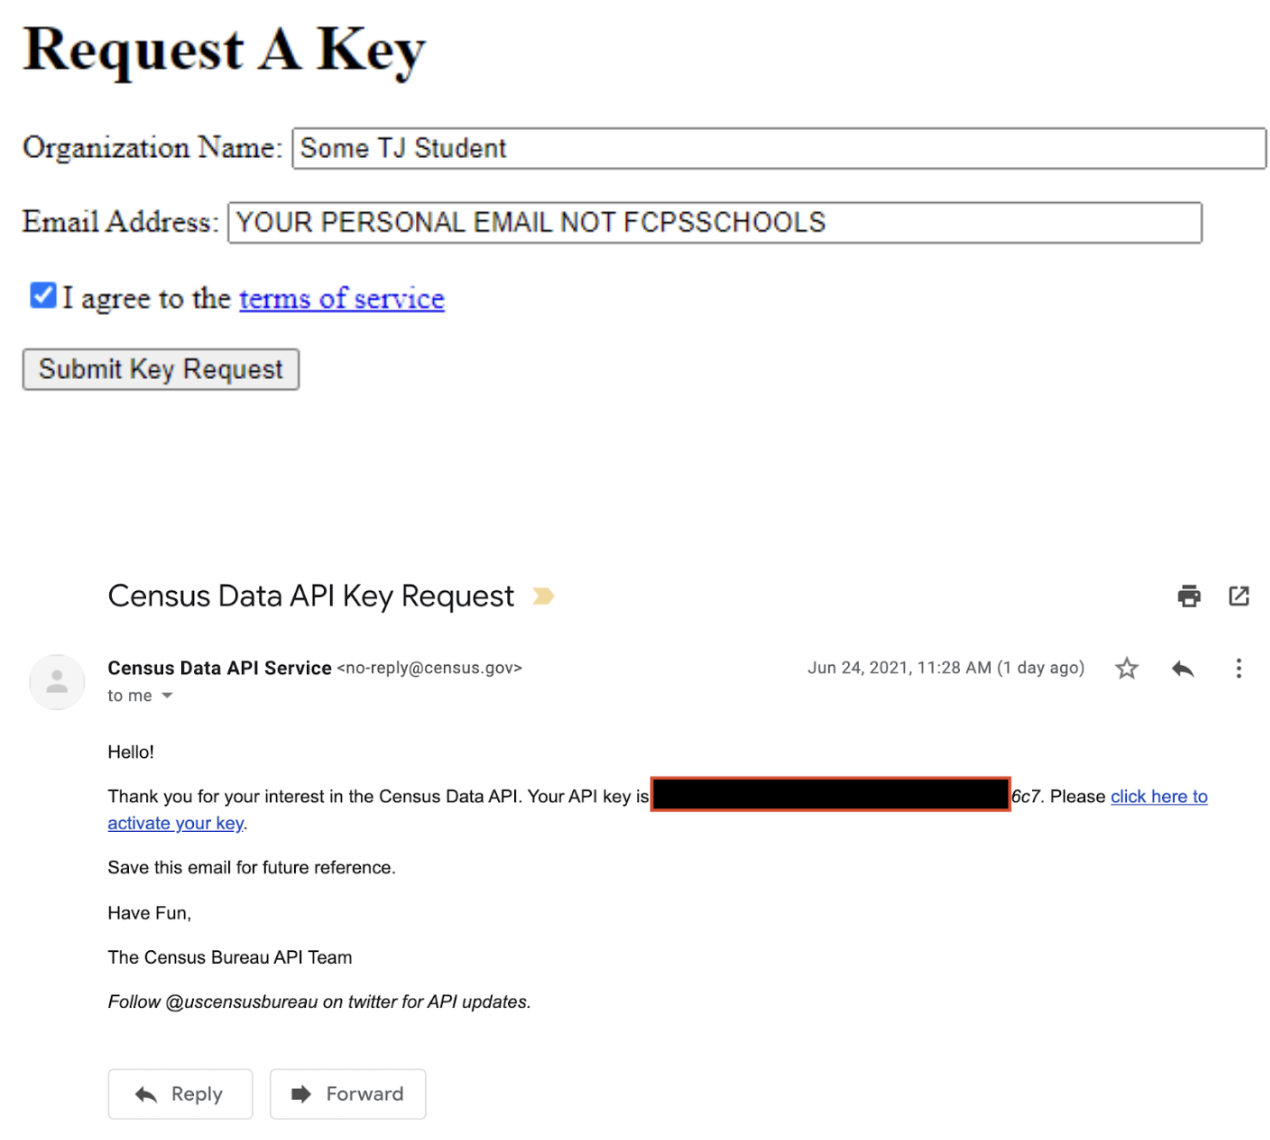 Request A Key
Organization Name: Some TJ Student
Email Address: YOUR PERSONAL EMAIL NOT FCPSSCHOOLS
I agree to the terms of service
Submit Key Request
Census Data API Key Request
Census Data API Service <no-reply@census.gov> Jun 24, 2021, 11:28 AM (1 day ago)
to me
Hello!
Thank you for your interest in the Census Data API. Your API key is 6c7. Please click here to
activate your key.
Save this email for future reference.
Have Fun,
The Census Bureau API Team
Follow @uscensusbureau on twitter for API updates.
Reply Forward